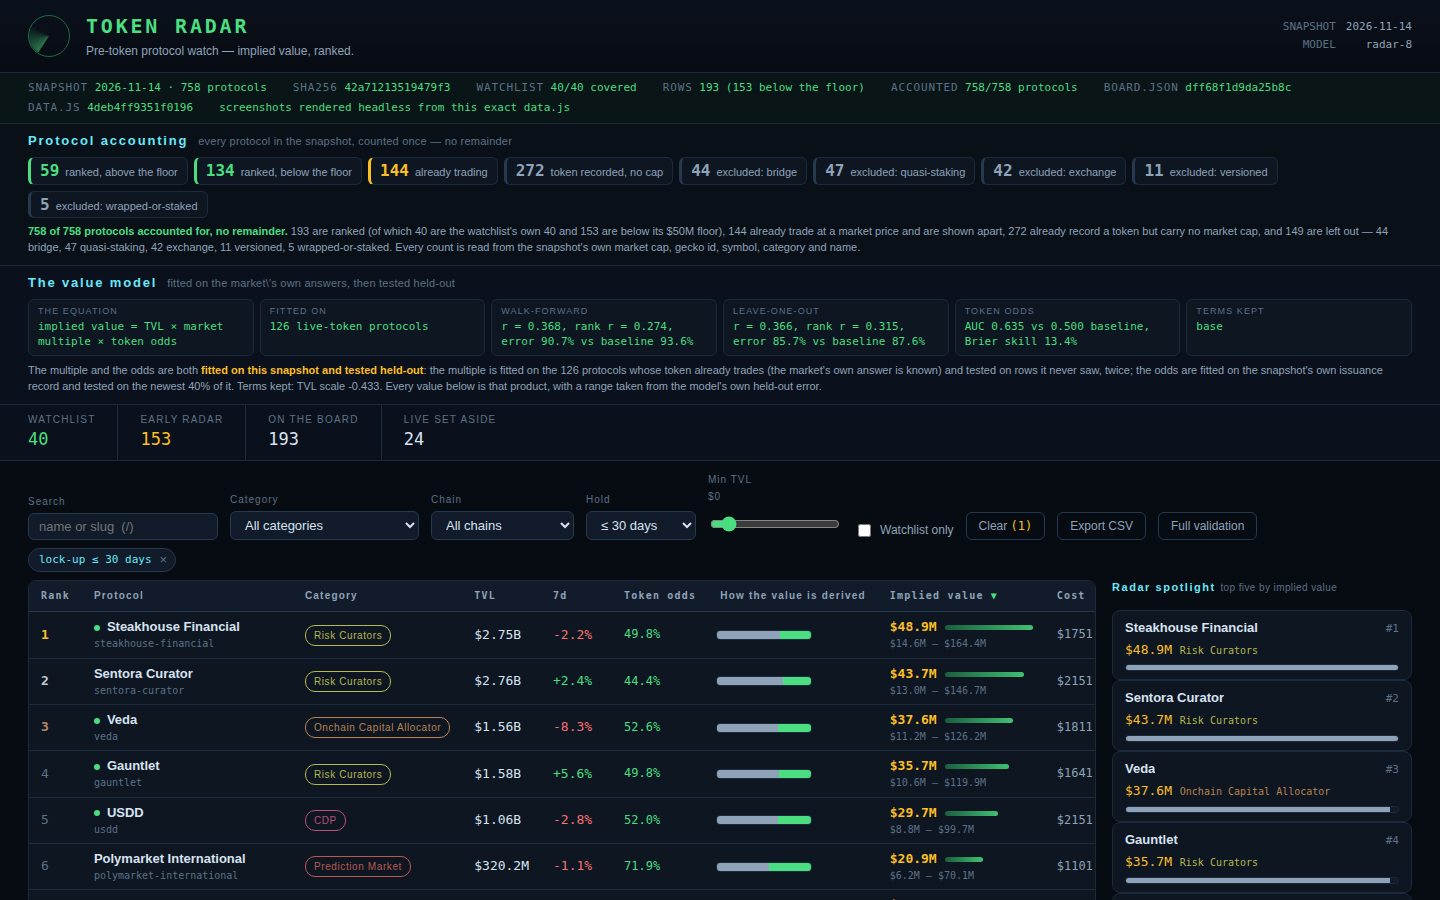 TOKEN RADAR
Pre-token protocol watch — implied value, ranked.
SNAPSHOT 2026-11-14
MODEL radar-8
SNAPSHOT 2026-11-14 · 758 protocols SHA256 42a71213519479f3 WATCHLIST 40/40 covered ROWS 193 (153 below the floor) ACCOUNTED 758/758 protocols BOARD.JSON dff68f1d9da25b8c
DATA.JS 4deb4ff9351f0196 screenshots rendered headless from this exact data.js
Protocol accounting every protocol in the snapshot, counted once — no remainder
59 ranked, above the floor 134 ranked, below the floor 144 already trading 272 token recorded, no cap 44 excluded: bridge 47 excluded: quasi-staking 42 excluded: exchange 11 excluded: versioned
5 excluded: wrapped-or-staked
758 of 758 protocols accounted for, no remainder. 193 are ranked (of which 40 are the watchlist's own 40 and 153 are below its $50M floor), 144 already trade at a market price and are shown apart, 272 already record a token but carry no market cap, and 149 are left out — 44
bridge, 47 quasi-staking, 42 exchange, 11 versioned, 5 wrapped-or-staked. Every count is read from the snapshot's own market cap, gecko id, symbol, category and name.
The value model fitted on the market\'s own answers, then tested held-out
THE EQUATION
implied value = TVL × market
multiple × token odds
FITTED ON
126 live-token protocols
WALK-FORWARD
r = 0.368, rank r = 0.274,
error 90.7% vs baseline 93.6%
LEAVE-ONE-OUT
r = 0.366, rank r = 0.315,
error 85.7% vs baseline 87.6%
TOKEN ODDS
AUC 0.635 vs 0.500 baseline,
Brier skill 13.4%
TERMS KEPT
base
The multiple and the odds are both fitted on this snapshot and tested held-out: the multiple is fitted on the 126 protocols whose token already trades (the market's own answer is known) and tested on rows it never saw, twice; the odds are fitted on the snapshot's own issuance
record and tested on the newest 40% of it. Terms kept: TVL scale -0.433. Every value below is that product, with a range taken from the model's own held-out error.
WATCHLIST
40
EARLY RADAR
153
ON THE BOARD
193
LIVE SET ASIDE
24
Search
name or slug (/)
Category
All categories
Chain
All chains
Hold
≤ 30 days
Min TVL
$0
Watchlist only
Clear (1)
Export CSV
Full validation
lock-up ≤ 30 days ×
Rank Protocol Category TVL 7d Token odds How the value is derived Implied value ▼ Cost
1 Steakhouse Financial Risk Curators $2.75B -2.2% 49.8% $48.9M $1751
steakhouse-financial $14.6M — $164.4M
2 Sentora Curator Risk Curators $2.76B +2.4% 44.4% $43.7M $2151
sentora-curator $13.0M — $146.7M
3 Veda Onchain Capital Allocator $1.56B -8.3% 52.6% $37.6M $1811
veda $11.2M — $126.2M
4 Gauntlet Risk Curators $1.58B +5.6% 49.8% $35.7M $1641
gauntlet $10.6M — $119.9M
5 USDD CDP $1.06B -2.8% 52.0% $29.7M $2151
usdd $8.8M — $99.7M
6 Polymarket International Prediction Market $320.2M -1.1% 71.9% $20.9M $1101
polymarket-international $6.2M — $70.1M
Radar spotlight top five by implied value
Steakhouse Financial #1
$48.9M Risk Curators
Sentora Curator #2
$43.7M Risk Curators
Veda #3
$37.6M Onchain Capital Allocator
Gauntlet #4
$35.7M Risk Curators